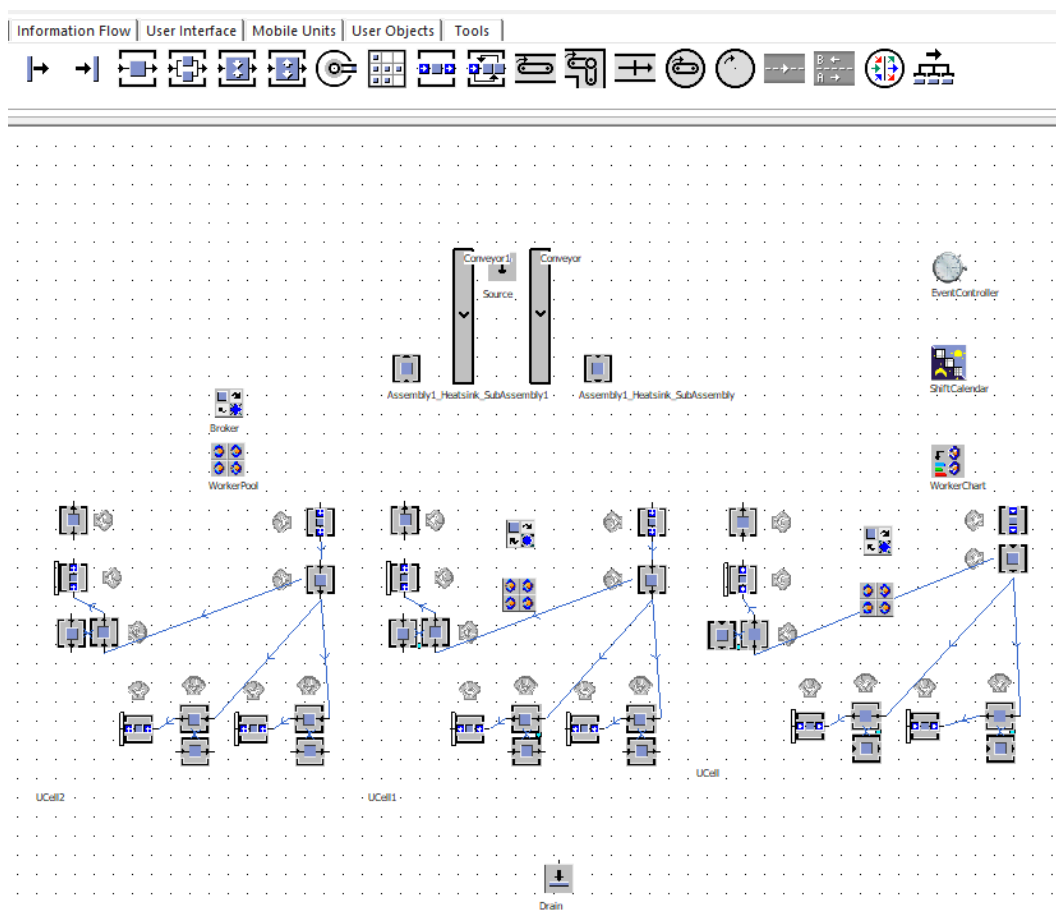 Information Flow User Interface Mobile Units User Objects Tools
B
A
Conveyor1 Conveyor
Source
EventController
Assembly1_Heatsink_SubAssembly1 Assembly1_Heatsink_SubAssembly
ShiftCalendar
Broker
WorkerPool
WorkerChart
UCell
UCell2 UCell1
Drain